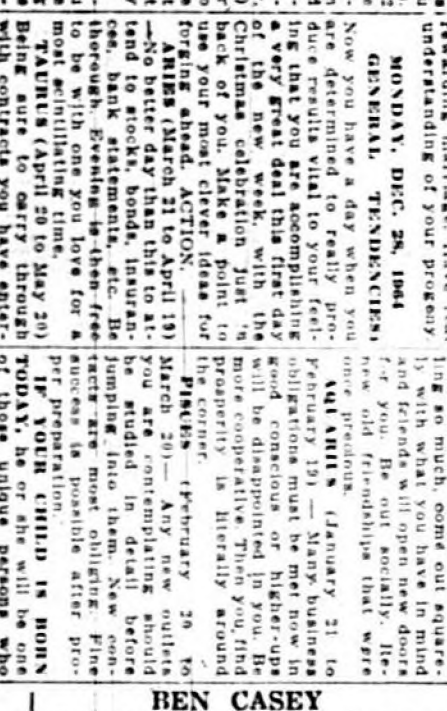 understanding of your progeny.
MONDAY, DEC. 28, 1964
GENERAL TENDENCIES:
Now you have a day when you
are determined to really pro-
duce results vital to your feel-
ing that you are accomplishing
a very great deal this first day
of the new week, with the
Christmas celebration just 'n
back of you. Make a point to
use your most clever ideas for
forging ahead. ACTION.
ARIES (March 21 to April 19)
—No better day than this to at-
tend to stocks, bonds, insuran-
ces, bank statements, etc. Be
thorough. Evening is then free
to be with one you love for a
most scintillating time.
TAURUS (April 20 to May 20)
Being sure to carry through
with contracts you have enter-
ing to much come out squared
y with what you have in mind
and friends will open new doors
for you. Be out socially. Re-
new old friendships that were
once precious.
AQUARIUS (January 21 to
February 19 — Many business
obligations must be met now in
good conscious or higher-ups
will be disappointed in you. Be
more cooperative. Then you find
prosperity is literally around
the corner.
PISCES (February 20 to
March 20)— Any new outlets
you are contemplating should
be studied in detail before
jumping into them. New con-
tacts are most obliging. Fine
success is possible after pro-
per preparation.
IF YOUR CHILD IS BORN
TODAY, he or she will be one
of those unique persons who
BEN CASEY